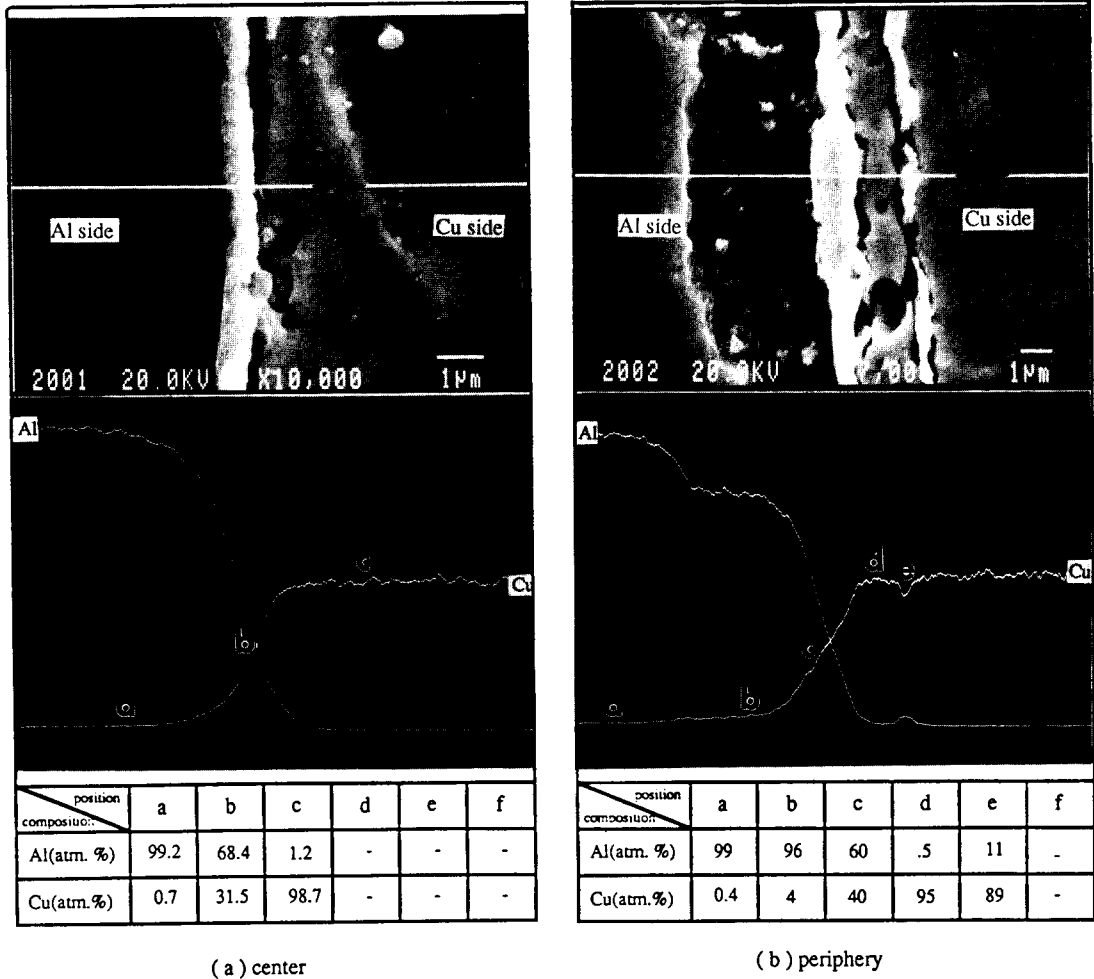 Al side
Cu side
2001 20.0KV X10,000 1µm
Al
a
b
c
Cu
position
composition
a b c d e f
Al(atm. %) 99.2 68.4 1.2 - - -
Cu(atm.%) 0.7 31.5 98.7 - - -
( a ) center
Al side
Cu side
2002 1µm
Al
a
b
c
d
e
Cu
position
composition
a b c d e f
Al(atm. %) 99 96 60 .5 11 -
Cu(atm.%) 0.4 4 40 95 89 -
( b ) periphery